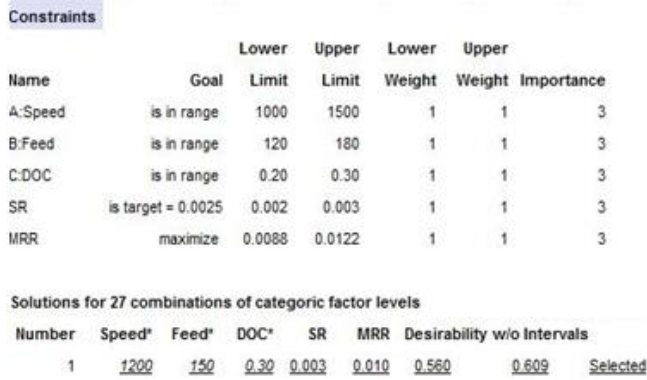 Constraints
Lower Upper Lower Upper
Name Goal Limit Limit Weight Weight Importance
A:Speed is in range 1000 1500 1 1 3
B:Feed is in range 120 180 1 1 3
C:DOC is in range 0.20 0.30 1 1 3
SR is target = 0.0025 0.002 0.003 1 1 3
MRR maximize 0.0088 0.0122 1 1 3
Solutions for 27 combinations of categoric factor levels
Number Speed* Feed* DOC* SR MRR Desirability w/o Intervals
1 1200 150 0.30 0.003 0.010 0.560 0.609 Selected